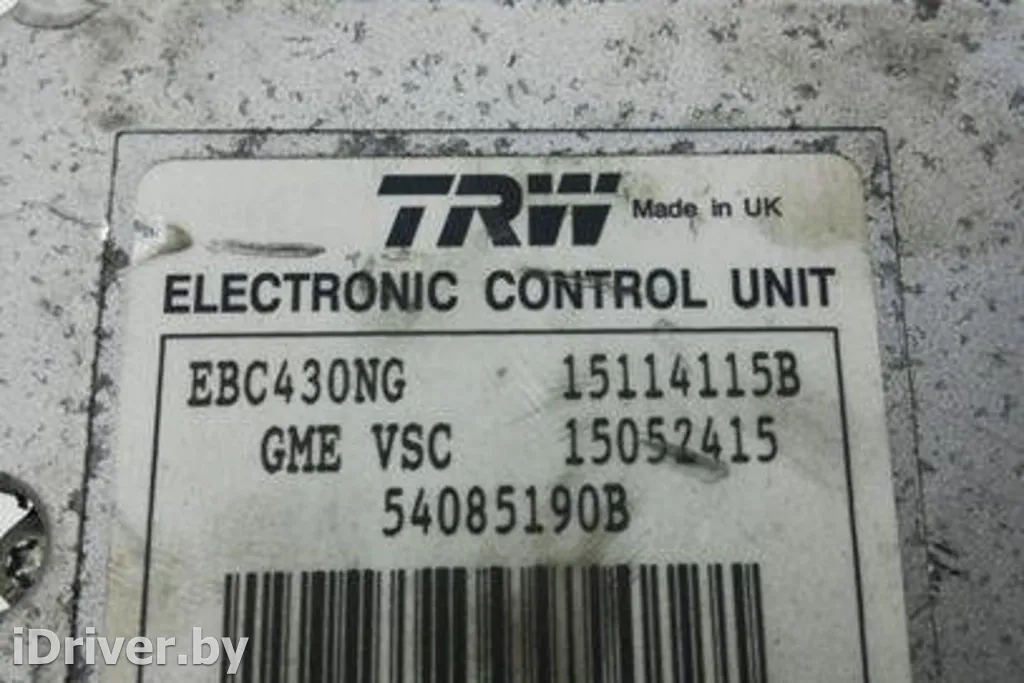 TRW Made in UK
ELECTRONIC CONTROL UNIT
EBC430NG 15114115B
GME VSC 15052415
54085190B
iDriver.by